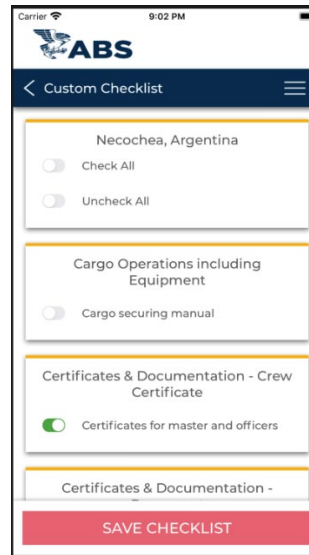 Carrier 9:02 PM
ABS
Custom Checklist
Necochea, Argentina
Check All
Uncheck All
Cargo Operations including
Equipment
Cargo securing manual
Certificates & Documentation - Crew
Certificate
Certificates for master and officers
Certificates & Documentation -
SAVE CHECKLIST